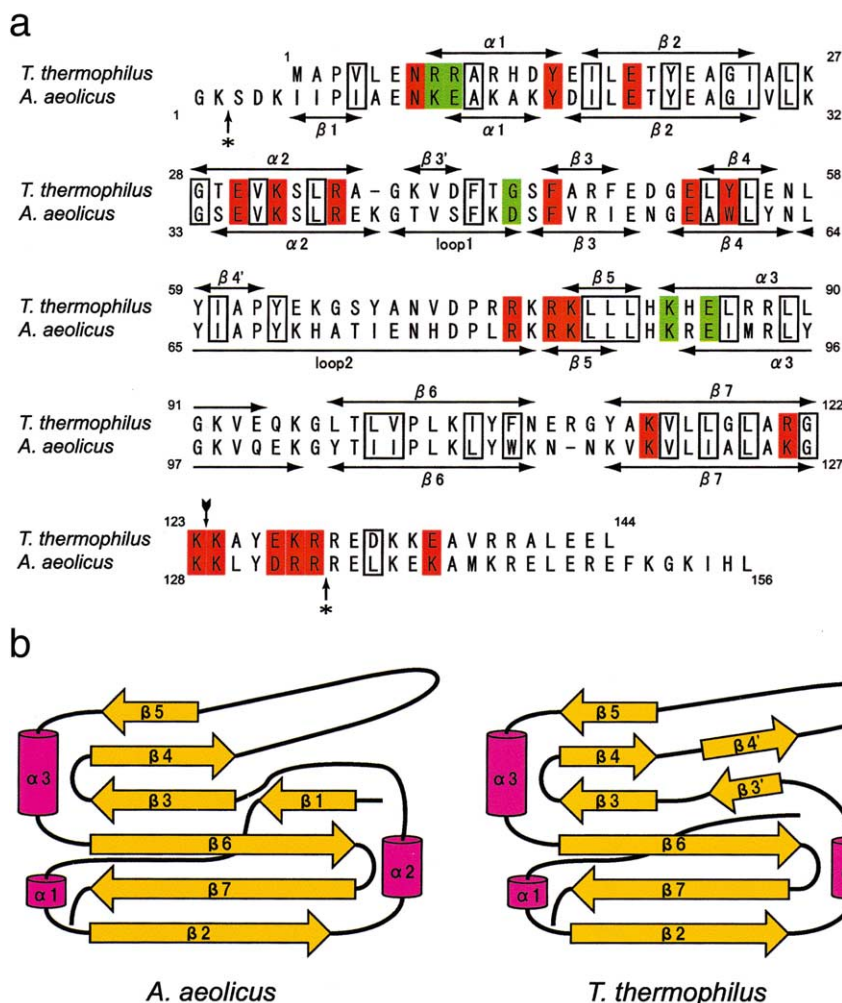 a
α1 β2
1 27
T. thermophilus M A P V L E N R R A R H D Y E I L E T Y E A G I A L K
A. aeolicus G K S D K I I P I A E N K E A K A K Y D I L E T Y E A G I V L K
1 32
* β1 α1 β2
α2 β3' β3 β4
28 58
T. thermophilus G T E V K S L R A - G K V D F T G S F A R F E D G E L Y L E N L
A. aeolicus G S E V K S L R E K G T V S F K D S F V R I E N G E A W L Y N L
33 64
α2 loop1 β3 β4
β4' β5 α3
59 90
T. thermophilus Y I A P Y E K G S Y A N V D P R R K R K L L L H K H E L R R L L
A. aeolicus Y I A P Y K H A T I E N H D P L R K R K L L L H K R E I M R L Y
65 96
loop2 β5 α3
β6 β7
91 122
T. thermophilus G K V E Q K G L T L V P L K I Y F N E R G Y A K V L L G L A R G
A. aeolicus G K V Q E K G Y T I I P L K L Y W K N - N K V K V L I A L A K G
97 127
β6 β7
123 144
T. thermophilus K K A Y E K R R E D K K E A V R R A L E E L
A. aeolicus K K L Y D R R R E L K E K A M K R E L E R E F K G K I H L
128 156
*
b
β5
β4
α3
β3 β1
β6
α2
α1 β7
β2
A. aeolicus
β5
β4 β4'
α3
β3 β3'
β6
α1 β7
β2
T. thermophilus